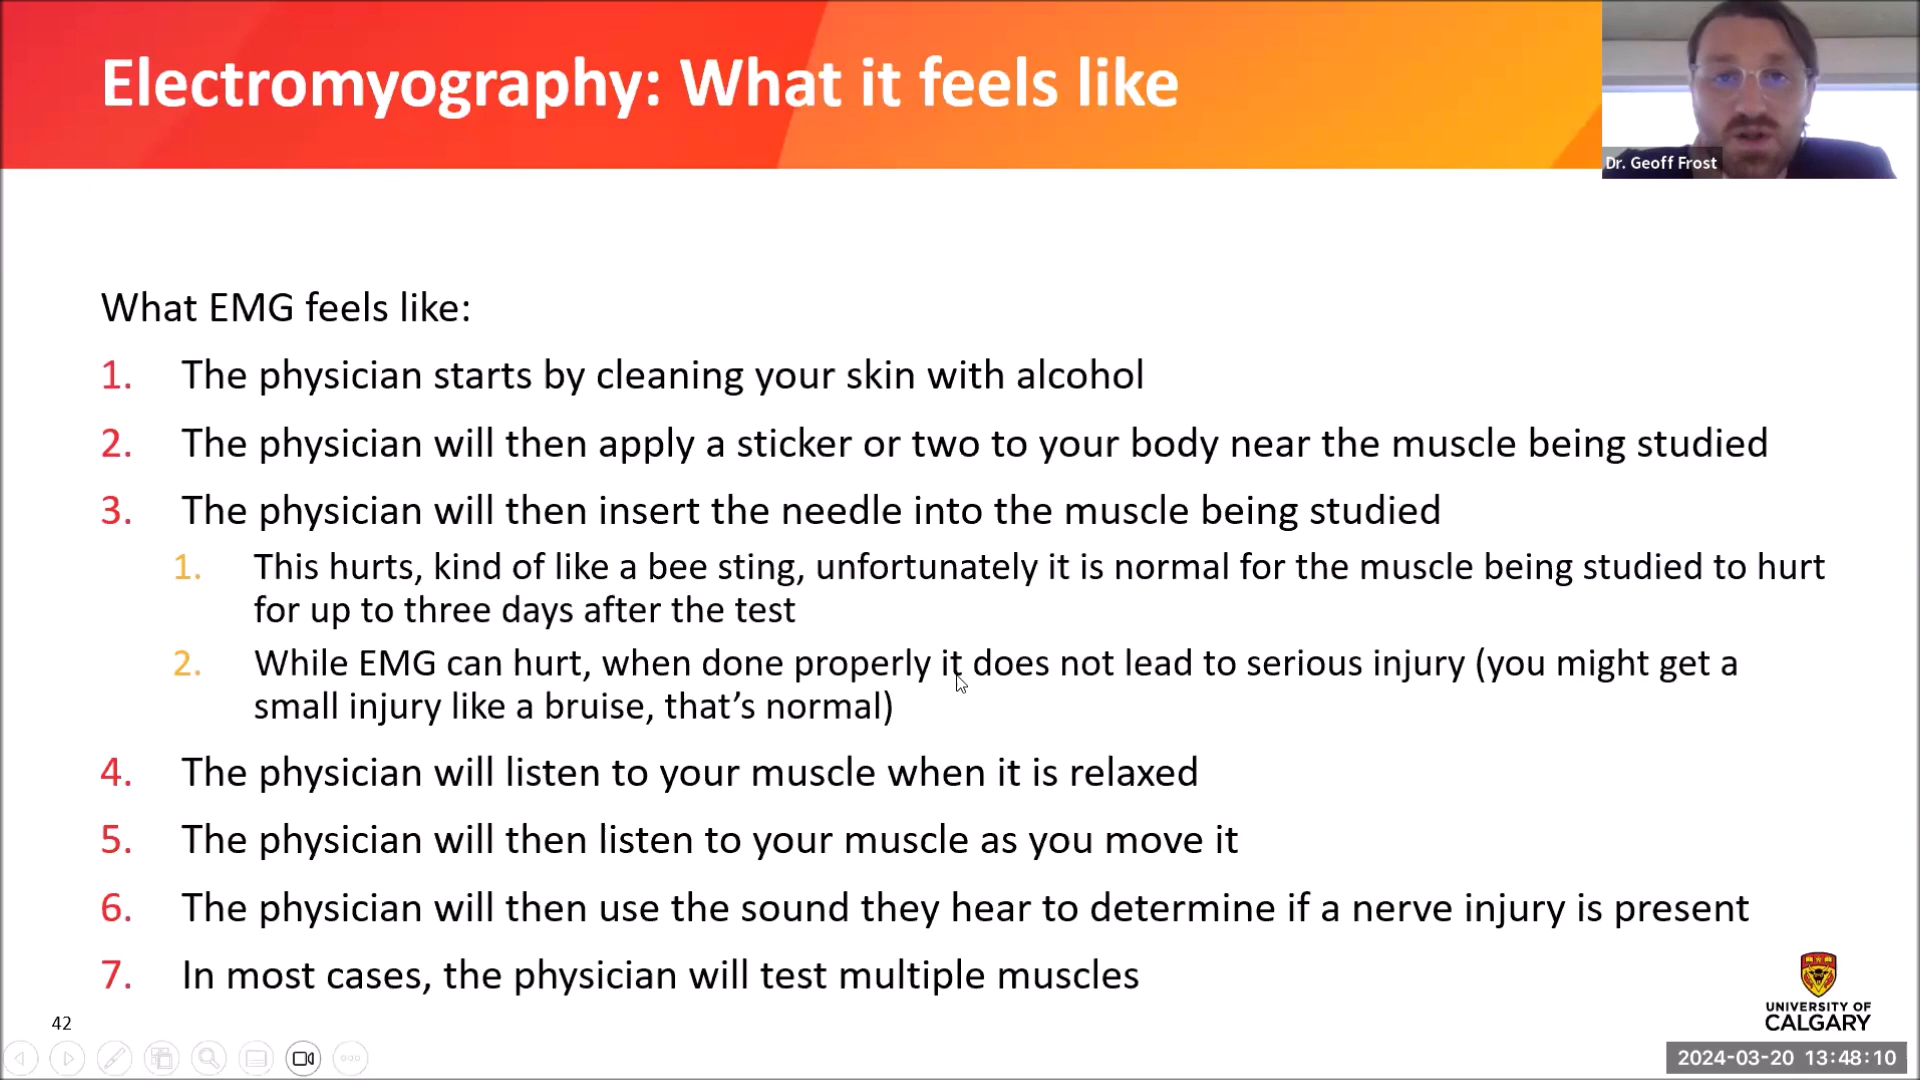 Electromyography: What it feels like
Dr. Geoff Frost
What EMG feels like:
1. The physician starts by cleaning your skin with alcohol
2. The physician will then apply a sticker or two to your body near the muscle being studied
3. The physician will then insert the needle into the muscle being studied
1. This hurts, kind of like a bee sting, unfortunately it is normal for the muscle being studied to hurt
for up to three days after the test
2. While EMG can hurt, when done properly it does not lead to serious injury (you might get a
small injury like a bruise, that’s normal)
4. The physician will listen to your muscle when it is relaxed
5. The physician will then listen to your muscle as you move it
6. The physician will then use the sound they hear to determine if a nerve injury is present
7. In most cases, the physician will test multiple muscles
UNIVERSITY OF
CALGARY
42
2024-03-20 13:48:10